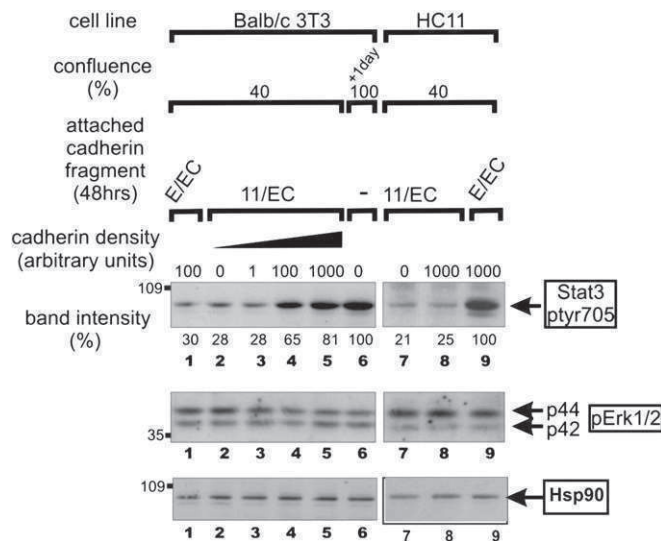 cell line
Balb/c 3T3
HC11
confluence
(%)
40
+1day
100
40
attached
cadherin
fragment
(48hrs)
E/EC
11/EC
-
11/EC
E/EC
cadherin density
(arbitrary units)
100 0 1 100 1000 0 0 1000 1000
109
Stat3
ptyr705
band intensity
(%)
30 28 28 65 81 100 21 25 100
1 2 3 4 5 6 7 8 9
p44
p42
pErk1/2
35
1 2 3 4 5 6 7 8 9
109
Hsp90
1 2 3 4 5 6 7 8 9